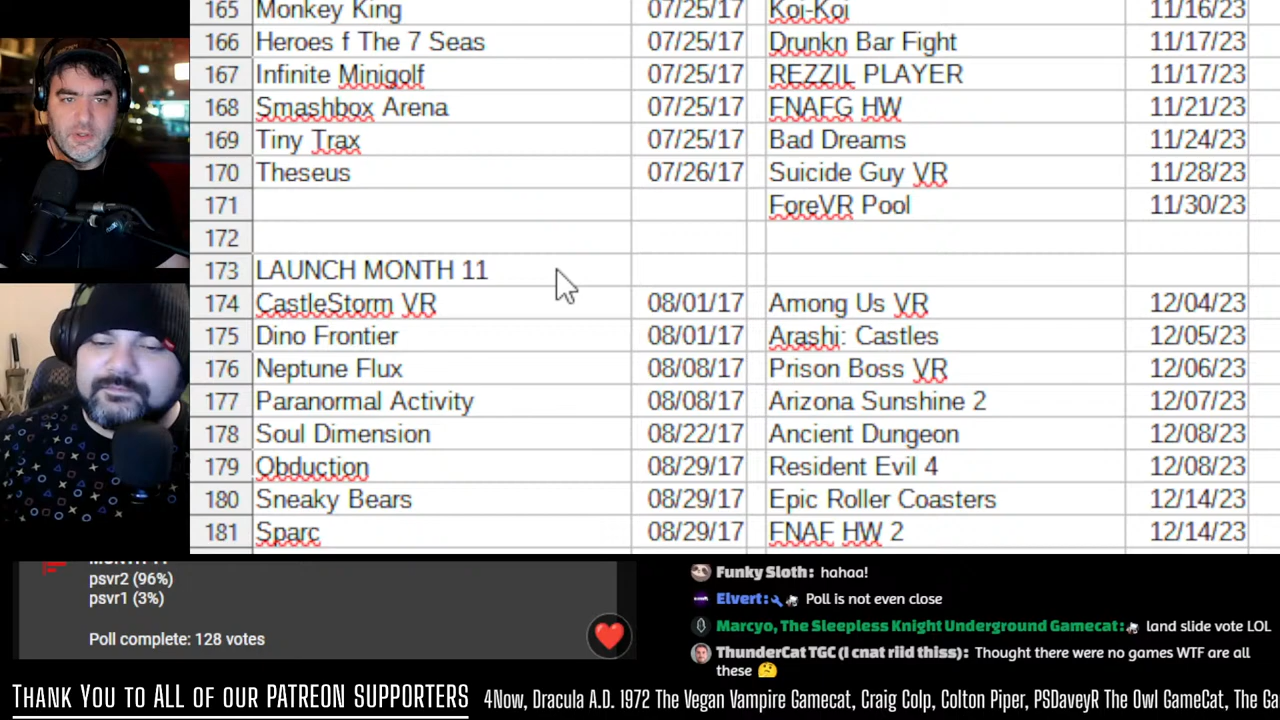 165 Monkey King 07/25/17 Koi-Koi 11/16/23
166 Heroes f The 7 Seas 07/25/17 Drunkn Bar Fight 11/17/23
167 Infinite Minigolf 07/25/17 REZZIL PLAYER 11/17/23
168 Smashbox Arena 07/25/17 FNAFG HW 11/21/23
169 Tiny Trax 07/25/17 Bad Dreams 11/24/23
170 Theseus 07/26/17 Suicide Guy VR 11/28/23
171 ForeVR Pool 11/30/23
172
173 LAUNCH MONTH 11
174 CastleStorm VR 08/01/17 Among Us VR 12/04/23
175 Dino Frontier 08/01/17 Arashi: Castles 12/05/23
176 Neptune Flux 08/08/17 Prison Boss VR 12/06/23
177 Paranormal Activity 08/08/17 Arizona Sunshine 2 12/07/23
178 Soul Dimension 08/22/17 Ancient Dungeon 12/08/23
179 Obduction 08/29/17 Resident Evil 4 12/08/23
180 Sneaky Bears 08/29/17 Epic Roller Coasters 12/14/23
181 Sparc 08/29/17 FNAF HW 2 12/14/23
psvr2 (96%)
psvr1 (3%)
Poll complete: 128 votes
Funky Sloth: hahaa!
Elvert: Poll is not even close
Marcyo, The Sleepless Knight Underground Gamecat: land slide vote LOL
ThunderCat TGC (I cnat riid thiss): Thought there were no games WTF are all
these
THANK YOU TO ALL OF OUR PATREON SUPPORTERS 4Now, Dracula A.D. 1972 The Vegan Vampire Gamecat, Craig Colp, Colton Piper, PSDaveyR The Owl GameCat, The Ga